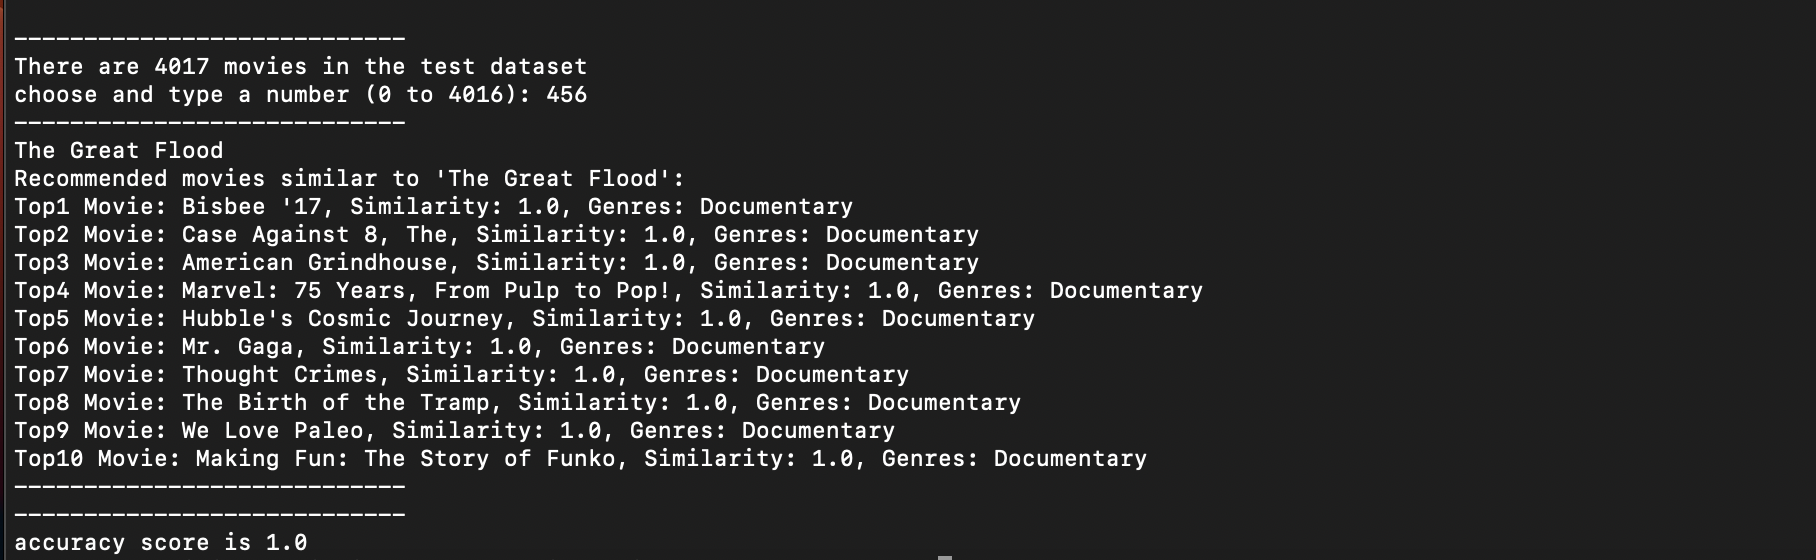 ----------------------------
There are 4017 movies in the test dataset
choose and type a number (0 to 4016): 456
----------------------------
The Great Flood
Recommended movies similar to 'The Great Flood':
Top1 Movie: Bisbee '17, Similarity: 1.0, Genres: Documentary
Top2 Movie: Case Against 8, The, Similarity: 1.0, Genres: Documentary
Top3 Movie: American Grindhouse, Similarity: 1.0, Genres: Documentary
Top4 Movie: Marvel: 75 Years, From Pulp to Pop!, Similarity: 1.0, Genres: Documentary
Top5 Movie: Hubble's Cosmic Journey, Similarity: 1.0, Genres: Documentary
Top6 Movie: Mr. Gaga, Similarity: 1.0, Genres: Documentary
Top7 Movie: Thought Crimes, Similarity: 1.0, Genres: Documentary
Top8 Movie: The Birth of the Tramp, Similarity: 1.0, Genres: Documentary
Top9 Movie: We Love Paleo, Similarity: 1.0, Genres: Documentary
Top10 Movie: Making Fun: The Story of Funko, Similarity: 1.0, Genres: Documentary
----------------------------
----------------------------
accuracy score is 1.0